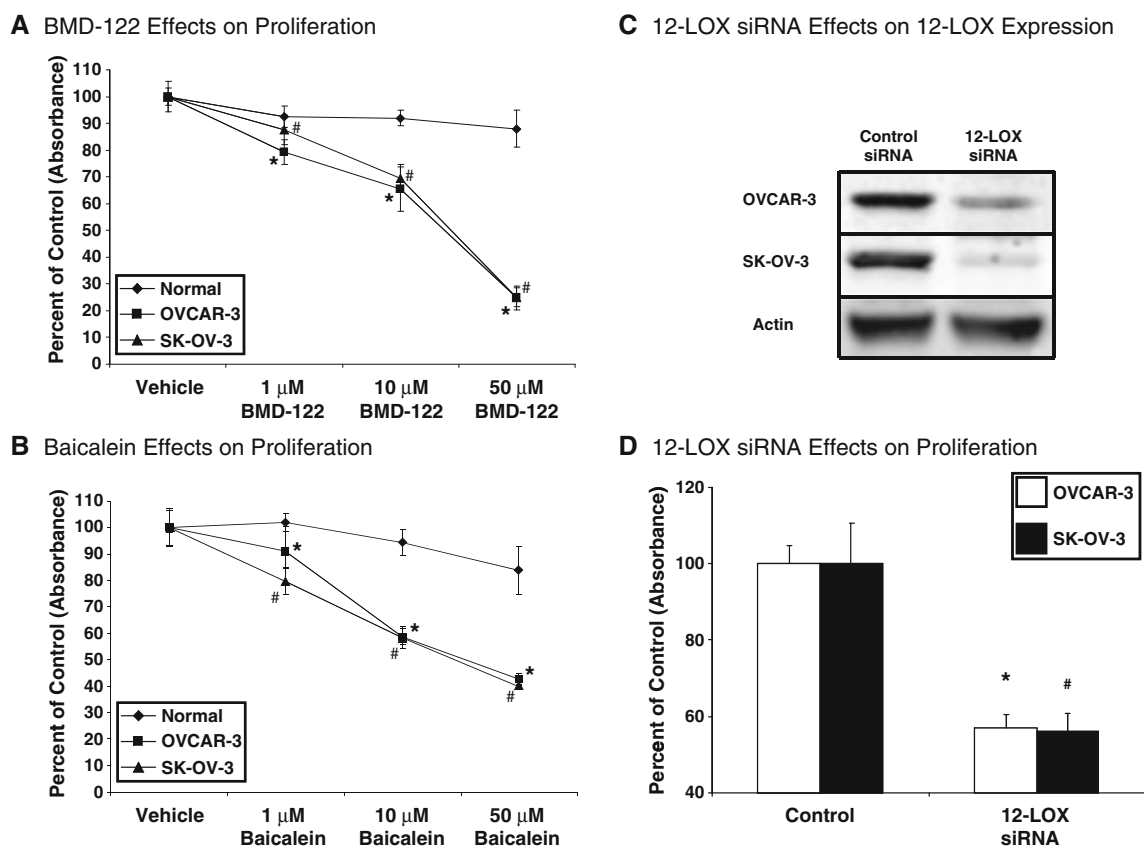 A BMD-122 Effects on Proliferation
Percent of Control (Absorbance)
110
100
90
80
70
60
50
40
30
20
10
0
#
*
#
*
#
*
Normal
OVCAR-3
SK-OV-3
Vehicle
1 μM
BMD-122
10 μM
BMD-122
50 μM
BMD-122
B Baicalein Effects on Proliferation
Percent of Control (Absorbance)
110
100
90
80
70
60
50
40
30
20
10
0
*
#
*
#
*
#
Normal
OVCAR-3
SK-OV-3
Vehicle
1 μM
Baicalein
10 μM
Baicalein
50 μM
Baicalein
C 12-LOX siRNA Effects on 12-LOX Expression
Control
siRNA
12-LOX
siRNA
OVCAR-3
SK-OV-3
Actin
D 12-LOX siRNA Effects on Proliferation
Percent of Control (Absorbance)
120
100
80
60
40
OVCAR-3
SK-OV-3
*
#
Control
12-LOX
siRNA